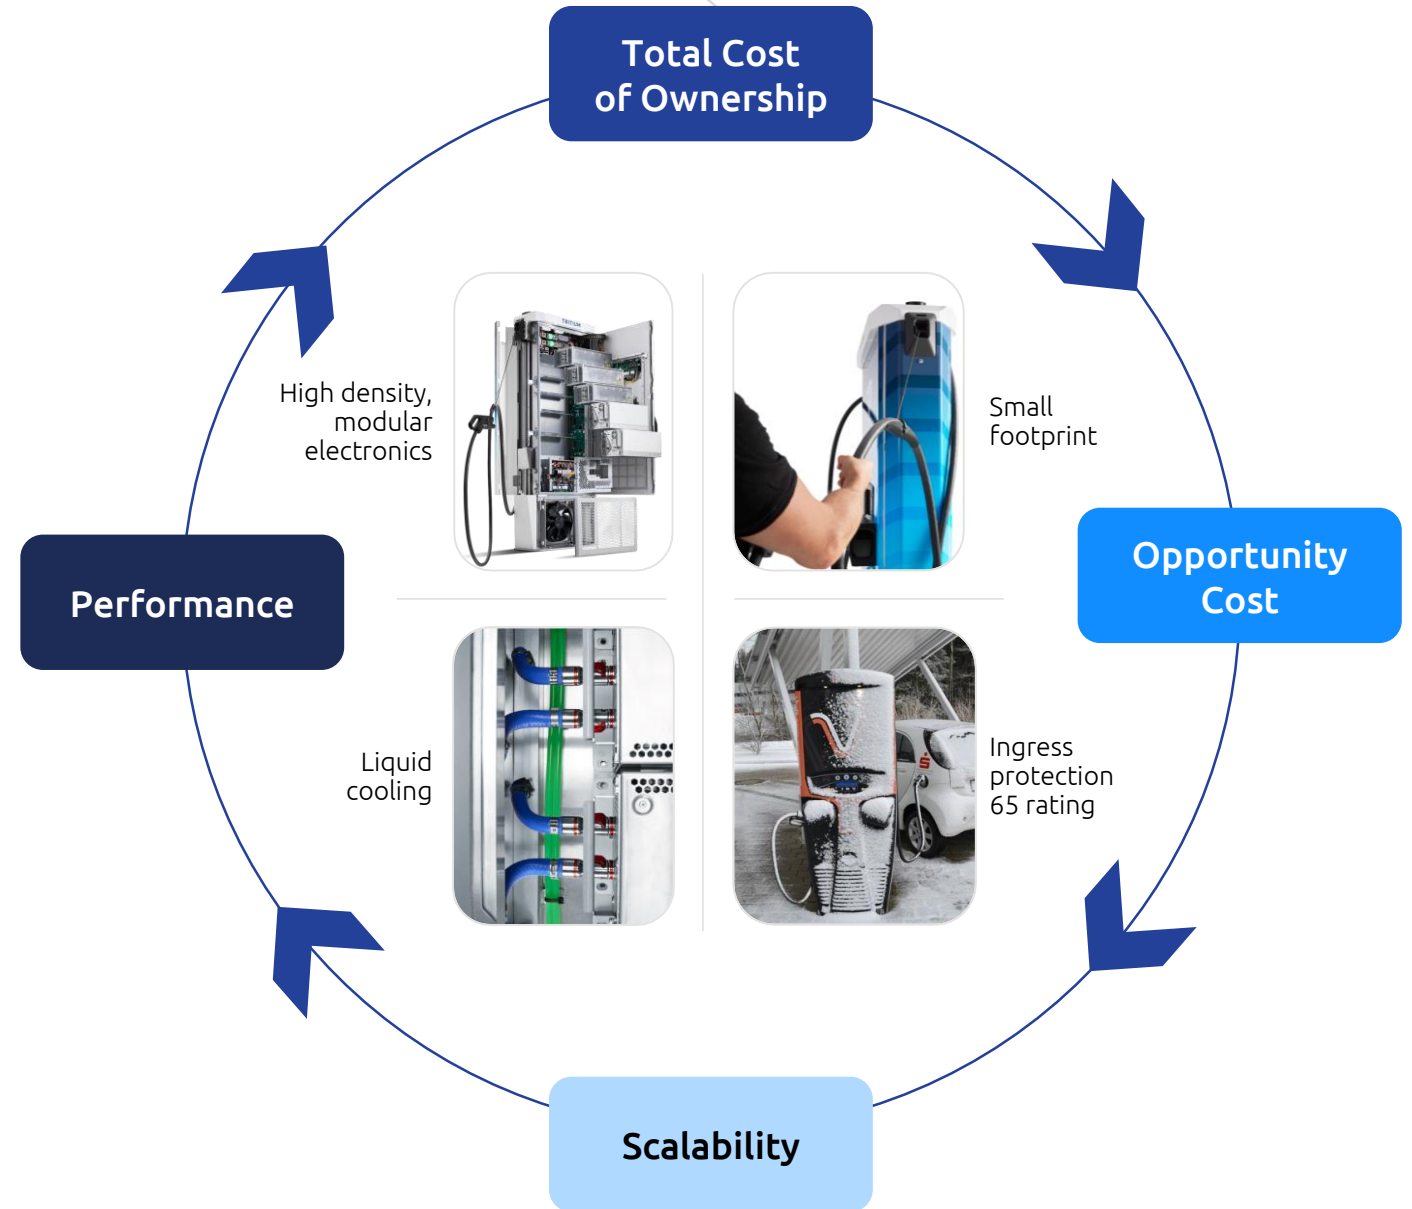 Total Cost
of Ownership
High density,
modular
electronics
TRITIUM
Small
footprint
Performance
Opportunity
Cost
Liquid
cooling
Ingress
protection
65 rating
Scalability